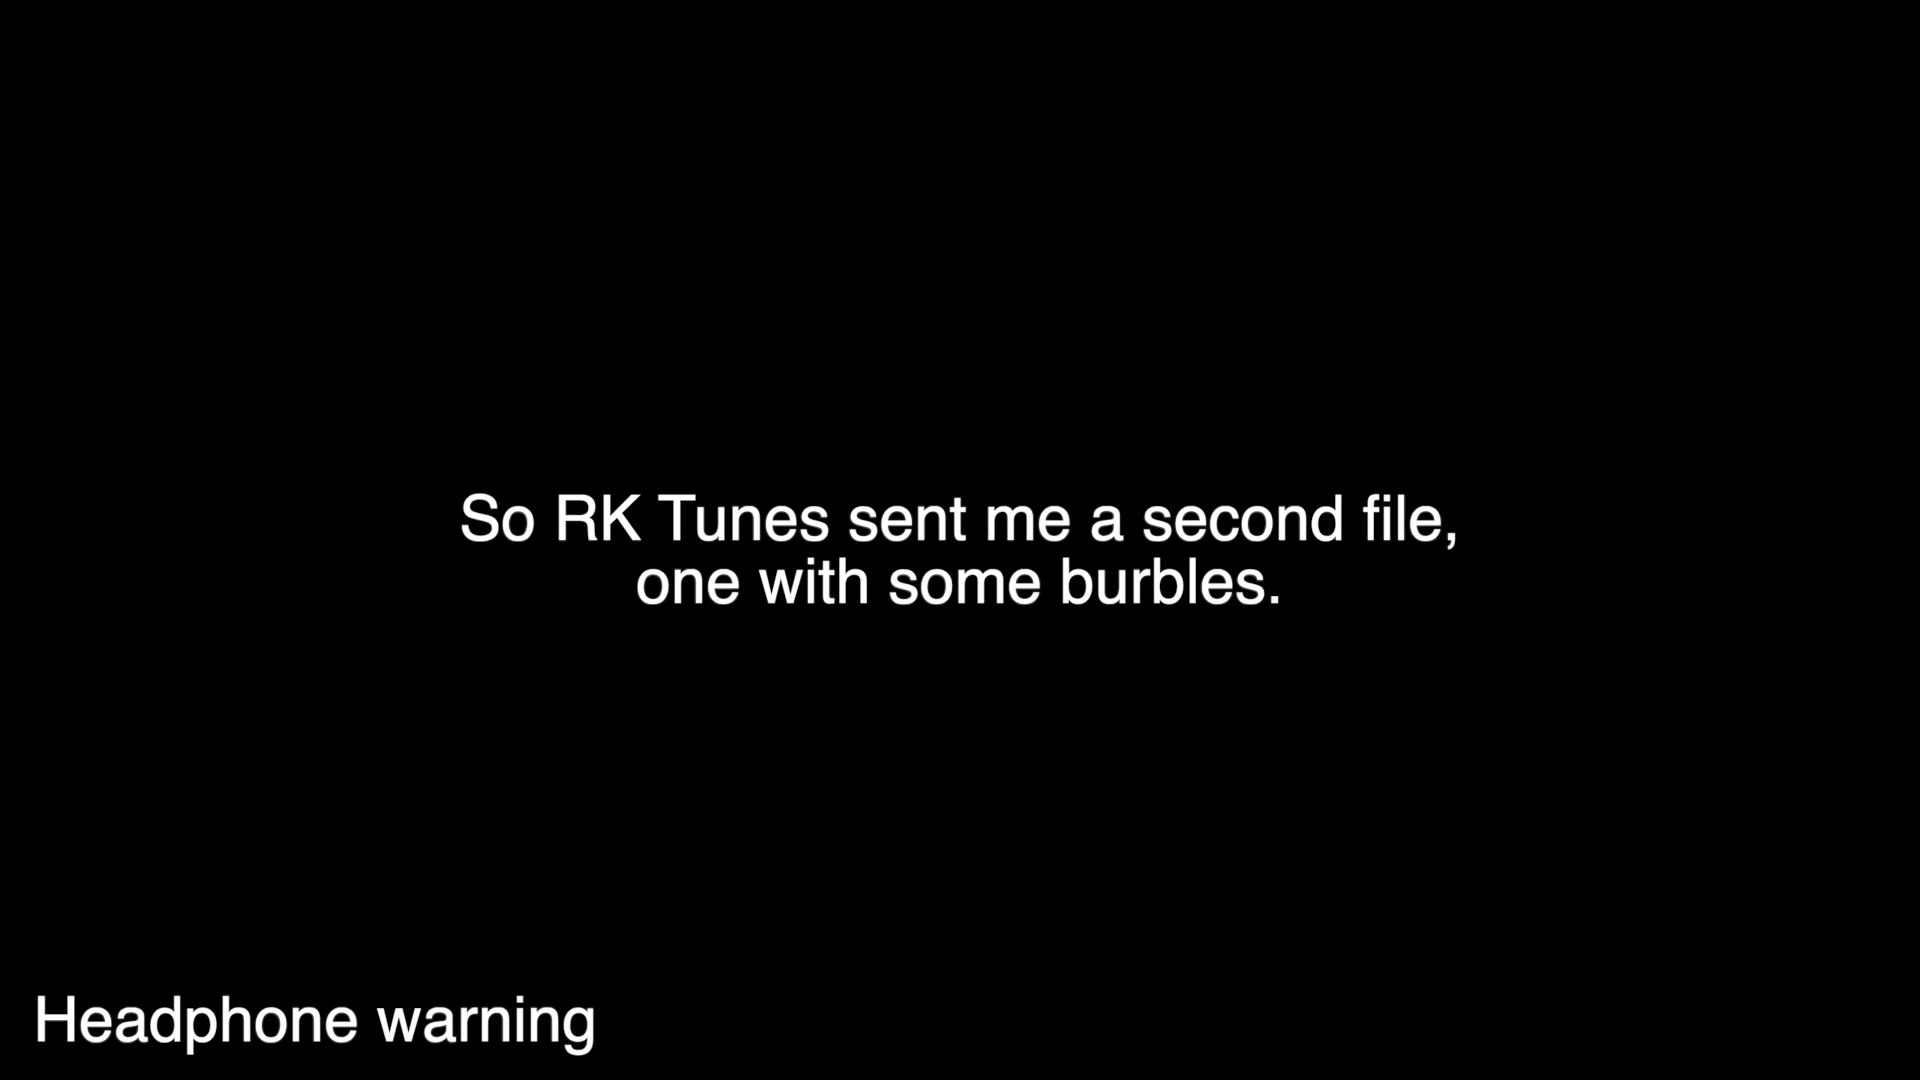 So RK Tunes sent me a second file,
one with some burbles.
Headphone warning